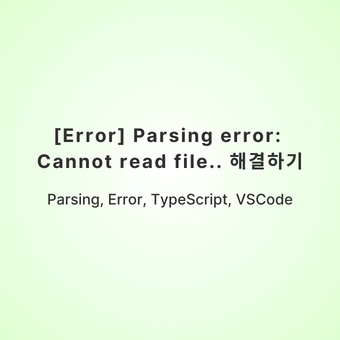 [Error] Parsing error:
Cannot read file.. 해결하기
Parsing, Error, TypeScript, VSCode